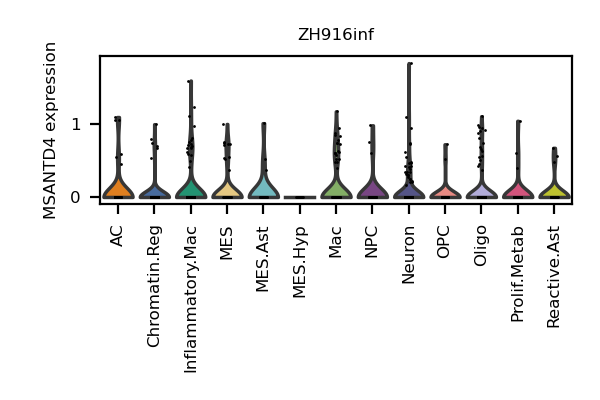 ZH916inf
MSANTD4 expression
1
0
AC
Chromatin.Reg
Inflammatory.Mac
MES
MES.Ast
MES.Hyp
Mac
NPC
Neuron
OPC
Oligo
Prolif.Metab
Reactive.Ast